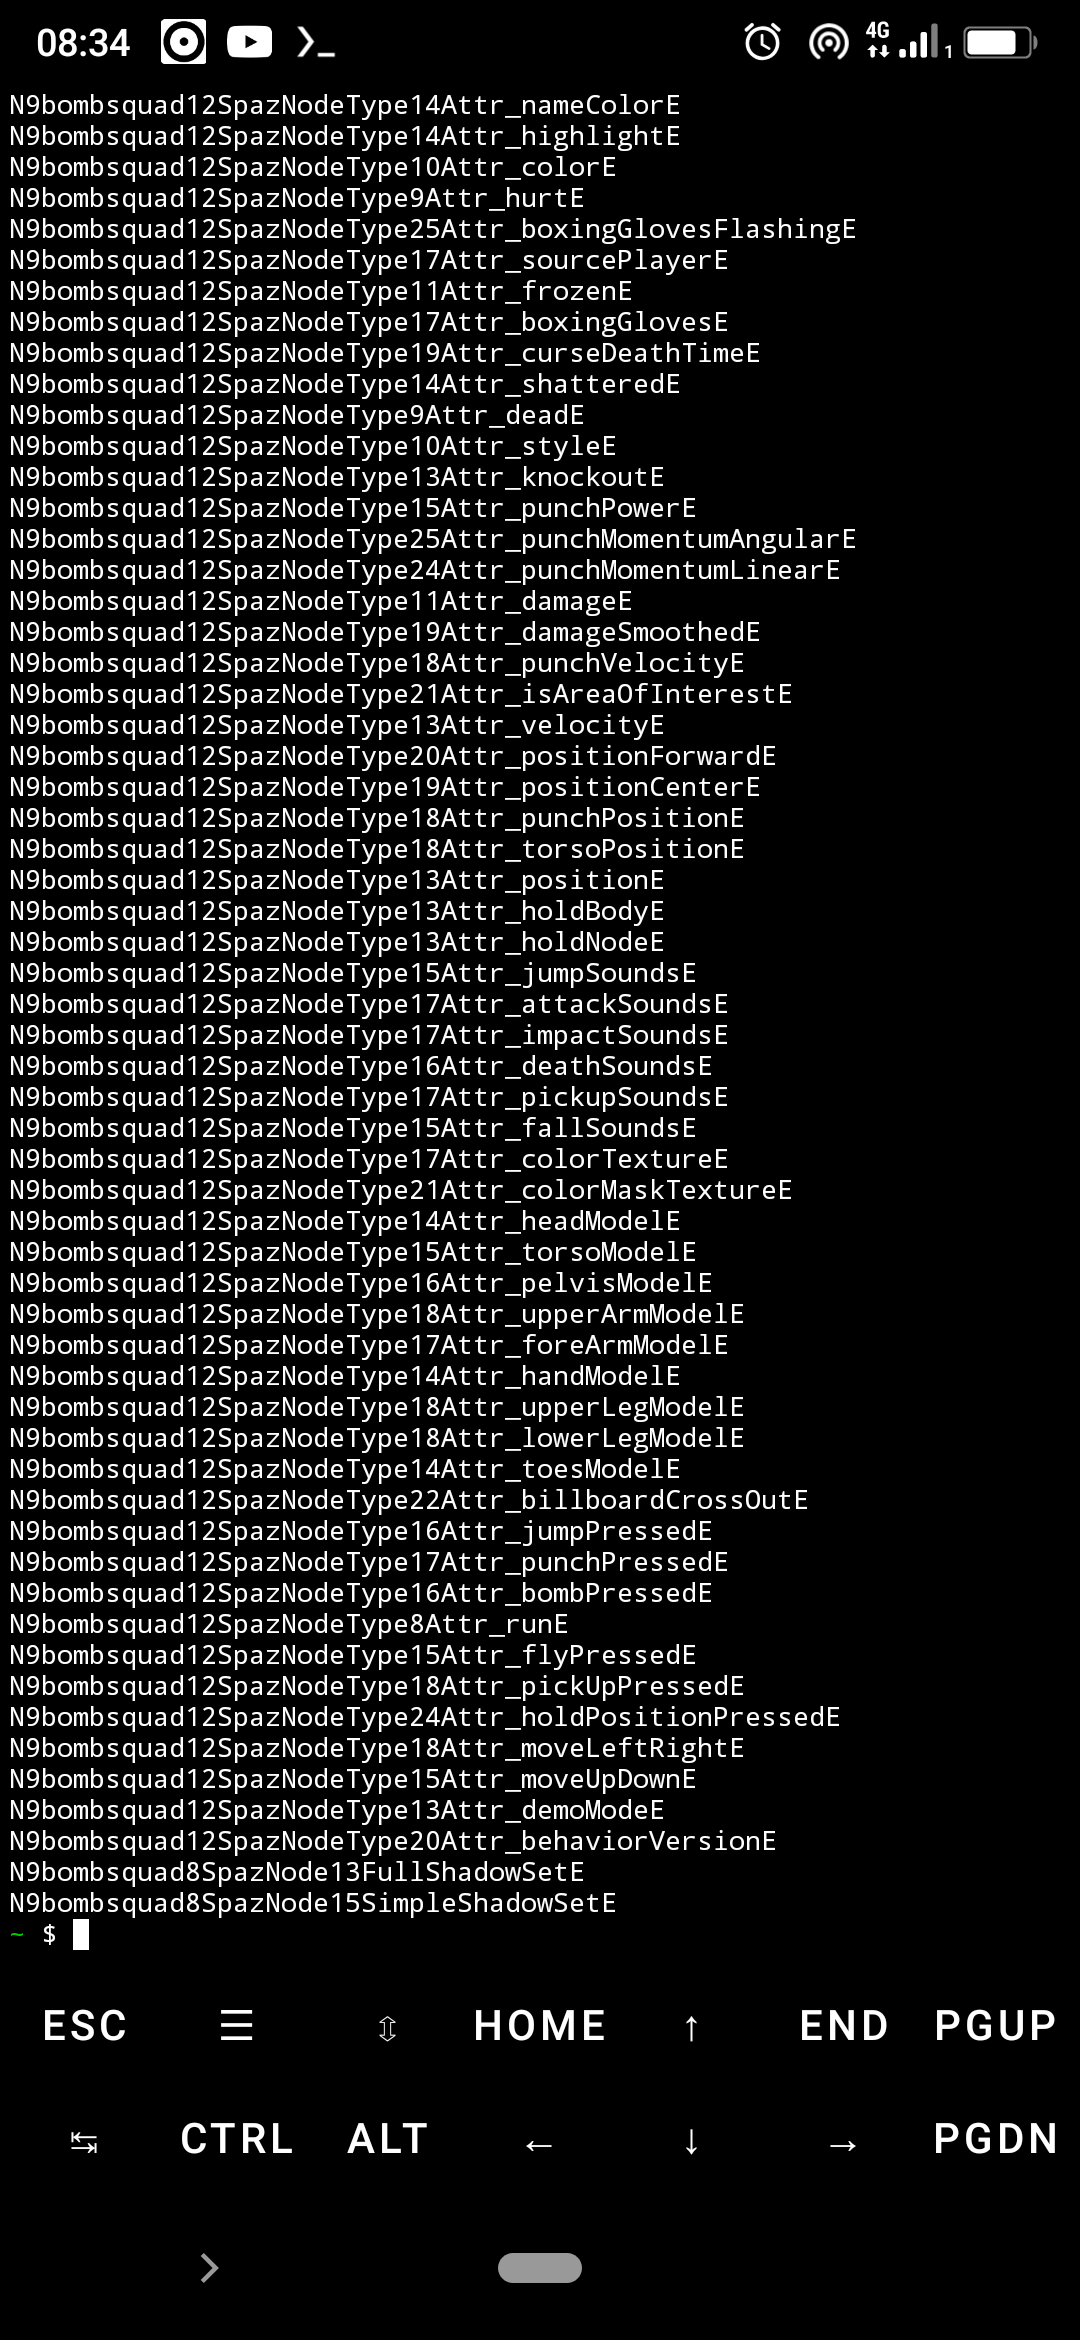 08:34 4G 1
N9bombsquad12SpazNodeType14Attr_nameColorE
N9bombsquad12SpazNodeType14Attr_highlightE
N9bombsquad12SpazNodeType10Attr_colorE
N9bombsquad12SpazNodeType9Attr_hurtE
N9bombsquad12SpazNodeType25Attr_boxingGlovesFlashingE
N9bombsquad12SpazNodeType17Attr_sourcePlayerE
N9bombsquad12SpazNodeType11Attr_frozenE
N9bombsquad12SpazNodeType17Attr_boxingGlovesE
N9bombsquad12SpazNodeType19Attr_curseDeathTimeE
N9bombsquad12SpazNodeType14Attr_shatteredE
N9bombsquad12SpazNodeType9Attr_deadE
N9bombsquad12SpazNodeType10Attr_styleE
N9bombsquad12SpazNodeType13Attr_knockoutE
N9bombsquad12SpazNodeType15Attr_punchPowerE
N9bombsquad12SpazNodeType25Attr_punchMomentumAngularE
N9bombsquad12SpazNodeType24Attr_punchMomentumLinearE
N9bombsquad12SpazNodeType11Attr_damageE
N9bombsquad12SpazNodeType19Attr_damageSmoothedE
N9bombsquad12SpazNodeType18Attr_punchVelocityE
N9bombsquad12SpazNodeType21Attr_isAreaOfInterestE
N9bombsquad12SpazNodeType13Attr_velocityE
N9bombsquad12SpazNodeType20Attr_positionForwardE
N9bombsquad12SpazNodeType19Attr_positionCenterE
N9bombsquad12SpazNodeType18Attr_punchPositionE
N9bombsquad12SpazNodeType18Attr_torsoPositionE
N9bombsquad12SpazNodeType13Attr_positionE
N9bombsquad12SpazNodeType13Attr_holdBodyE
N9bombsquad12SpazNodeType13Attr_holdNodeE
N9bombsquad12SpazNodeType15Attr_jumpSoundsE
N9bombsquad12SpazNodeType17Attr_attackSoundsE
N9bombsquad12SpazNodeType17Attr_impactSoundsE
N9bombsquad12SpazNodeType16Attr_deathSoundsE
N9bombsquad12SpazNodeType17Attr_pickupSoundsE
N9bombsquad12SpazNodeType15Attr_fallSoundsE
N9bombsquad12SpazNodeType17Attr_colorTextureE
N9bombsquad12SpazNodeType21Attr_colorMaskTextureE
N9bombsquad12SpazNodeType14Attr_headModelE
N9bombsquad12SpazNodeType15Attr_torsoModelE
N9bombsquad12SpazNodeType16Attr_pelvisModelE
N9bombsquad12SpazNodeType18Attr_upperArmModelE
N9bombsquad12SpazNodeType17Attr_foreArmModelE
N9bombsquad12SpazNodeType14Attr_handModelE
N9bombsquad12SpazNodeType18Attr_upperLegModelE
N9bombsquad12SpazNodeType18Attr_lowerLegModelE
N9bombsquad12SpazNodeType14Attr_toesModelE
N9bombsquad12SpazNodeType22Attr_billboardCrossOutE
N9bombsquad12SpazNodeType16Attr_jumpPressedE
N9bombsquad12SpazNodeType17Attr_punchPressedE
N9bombsquad12SpazNodeType16Attr_bombPressedE
N9bombsquad12SpazNodeType8Attr_runE
N9bombsquad12SpazNodeType15Attr_flyPressedE
N9bombsquad12SpazNodeType18Attr_pickUpPressedE
N9bombsquad12SpazNodeType24Attr_holdPositionPressedE
N9bombsquad12SpazNodeType18Attr_moveLeftRightE
N9bombsquad12SpazNodeType15Attr_moveUpDownE
N9bombsquad12SpazNodeType13Attr_demoModeE
N9bombsquad12SpazNodeType20Attr_behaviorVersionE
N9bombsquad8SpazNode13FullShadowSetE
N9bombsquad8SpazNode15SimpleShadowSetE
~ $
ESC ☰ ⇳ HOME ↑ END PGUP
↹ CTRL ALT ← ↓ → PGDN